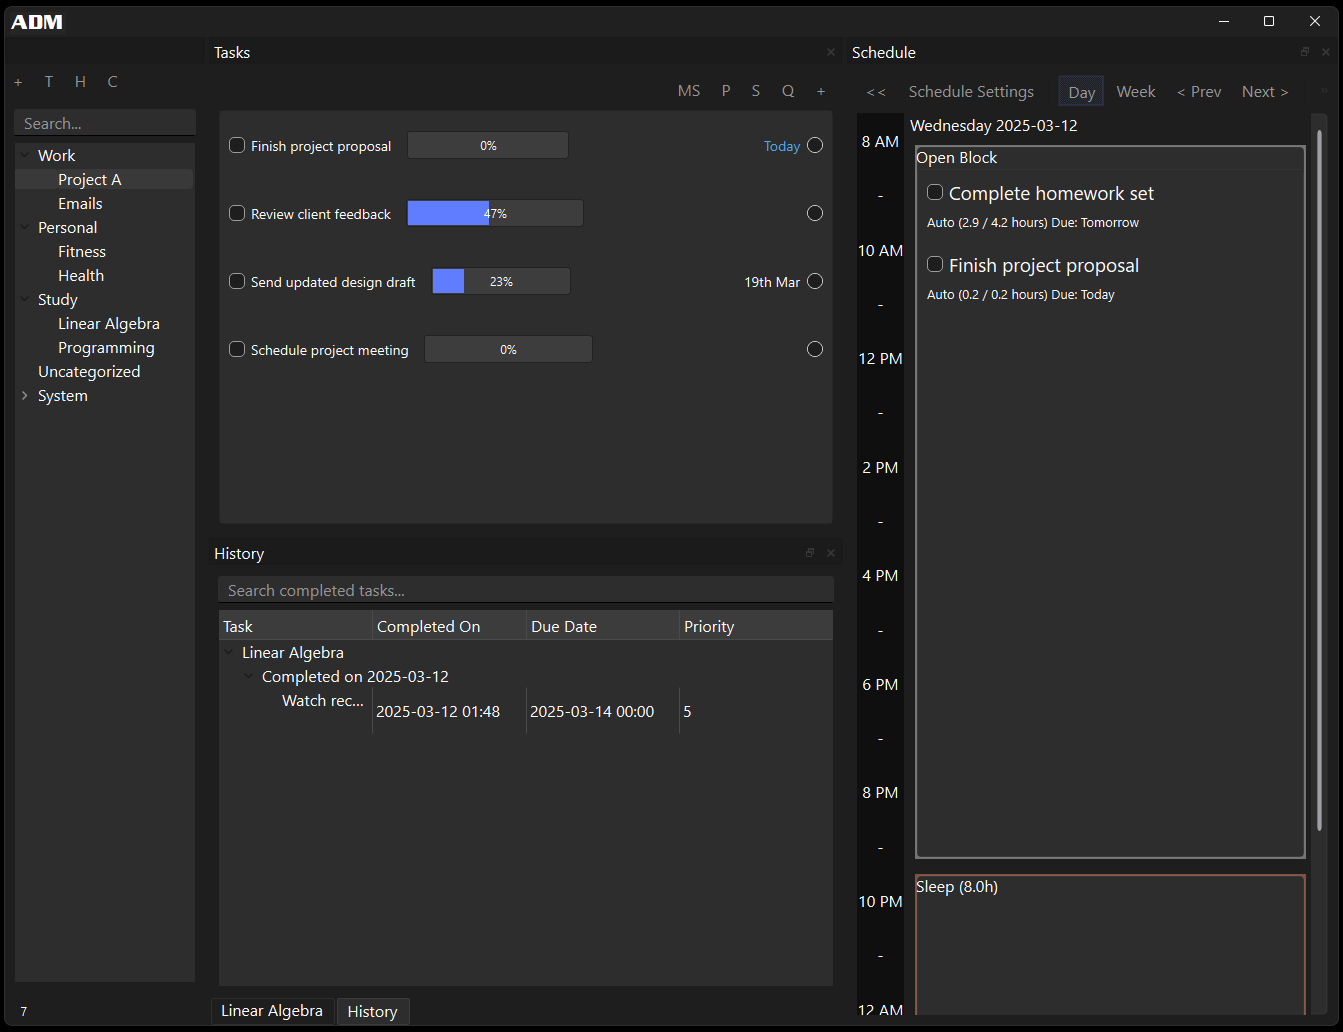 ADM
+ T H C
Search...
Work
Project A
Emails
Personal
Fitness
Health
Study
Linear Algebra
Programming
Uncategorized
System
7
Tasks
MS P S Q +
Finish project proposal 0% Today
Review client feedback 47%
Send updated design draft 23% 19th Mar
Schedule project meeting 0%
History
Search completed tasks...
Task Completed On Due Date Priority
Linear Algebra
Completed on 2025-03-12
Watch rec... 2025-03-12 01:48 2025-03-14 00:00 5
Linear Algebra History
Schedule
<< Schedule Settings Day Week < Prev Next >
Wednesday 2025-03-12
8 AM
-
10 AM
-
12 PM
-
2 PM
-
4 PM
-
6 PM
-
8 PM
-
10 PM
-
12 AM
Open Block
Complete homework set
Auto (2.9 / 4.2 hours) Due: Tomorrow
Finish project proposal
Auto (0.2 / 0.2 hours) Due: Today
Sleep (8.0h)